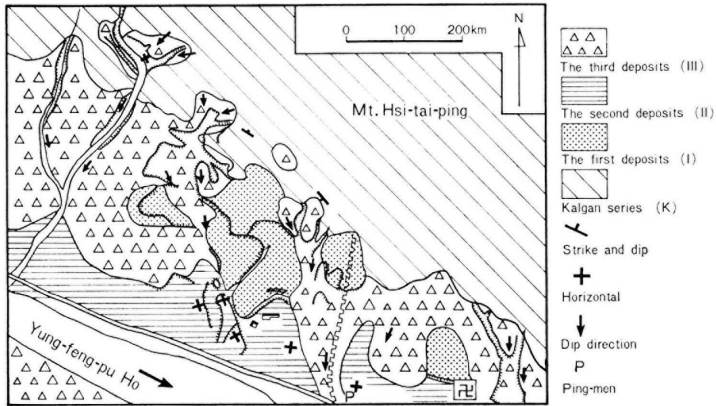 0 100 200km
N
Mt. Hsi-tai-ping
Yung-feng-pu Ho
P
P
卍
The third deposits (III)
The second deposits (II)
The first deposits (I)
Kalgan series (K)
Strike and dip
Horizontal
Dip direction
P
Ping-men